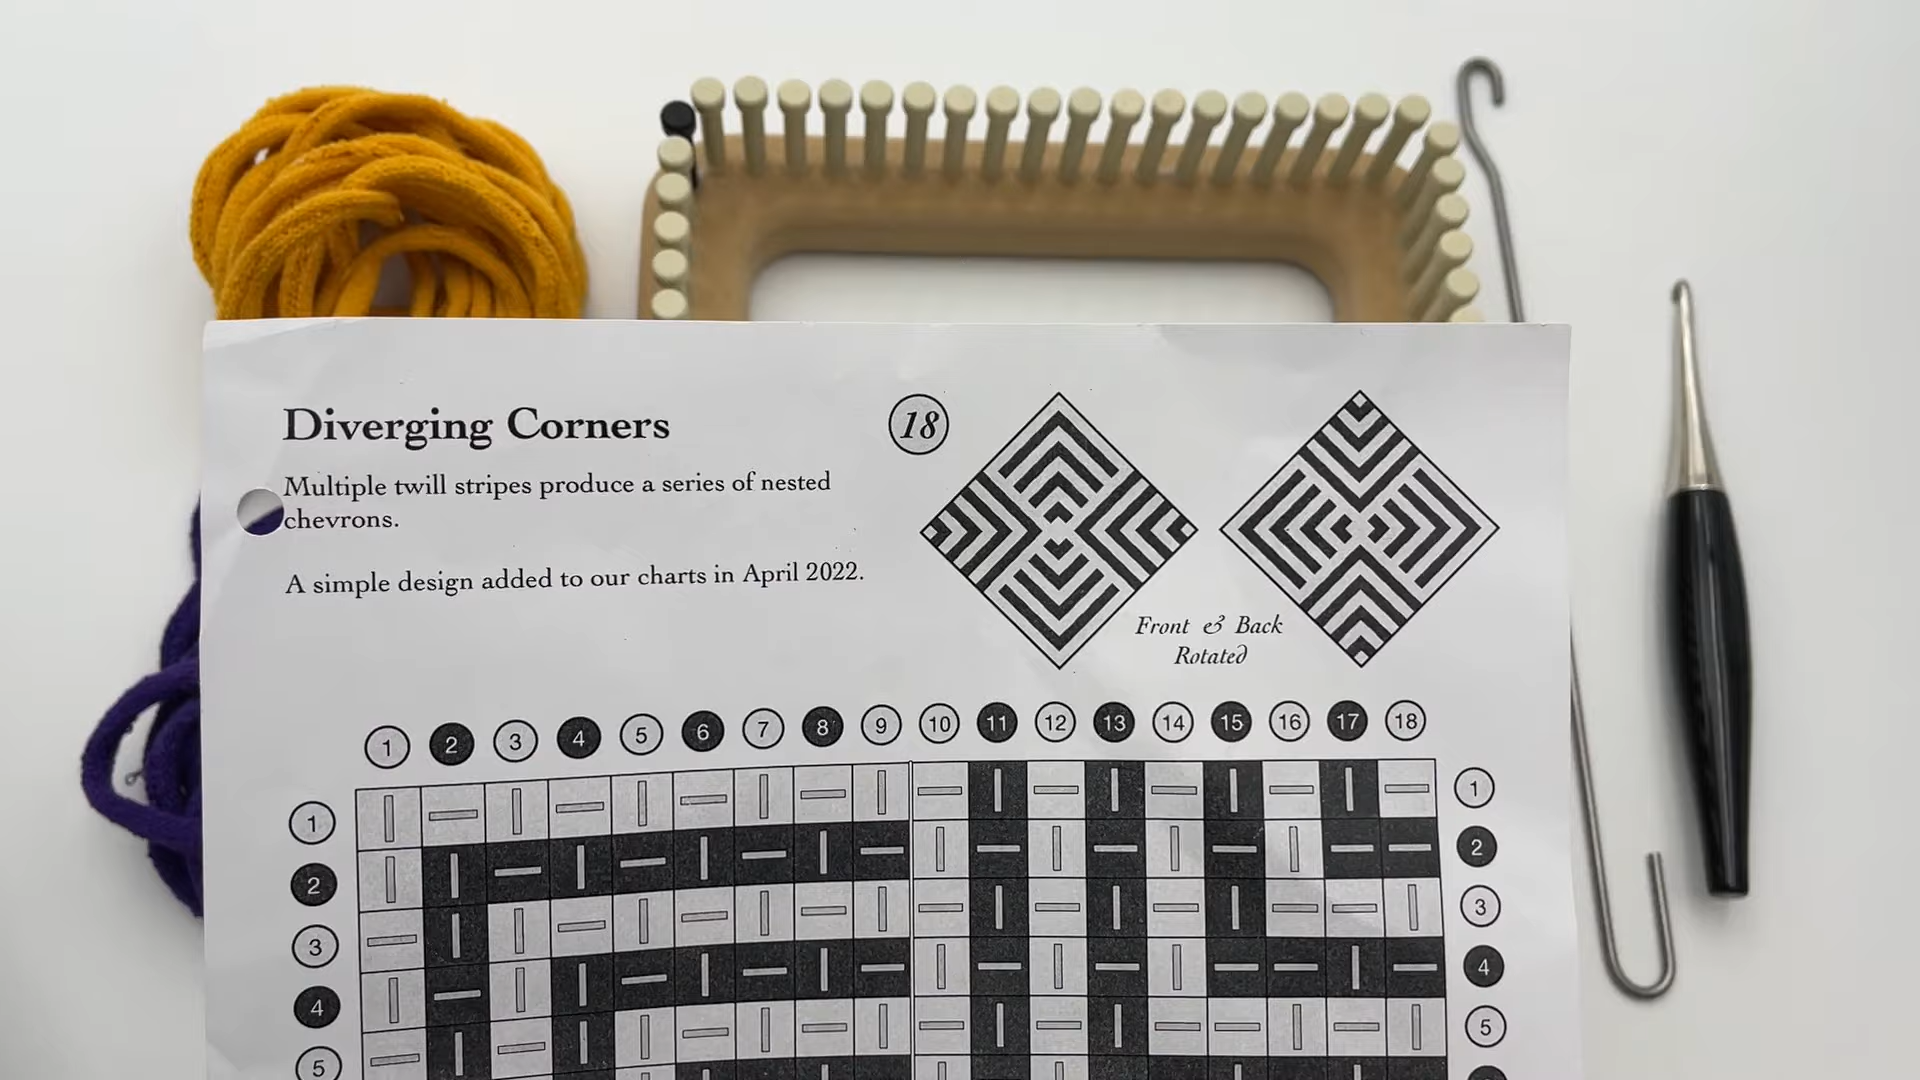 Diverging Corners
18
Multiple twill stripes produce a series of nested
chevrons.
A simple design added to our charts in April 2022.
Front & Back
Rotated
1 2 3 4 5 6 7 8 9 10 11 12 13 14 15 16 17 18
1 1
2 2
3 3
4 4
5 5